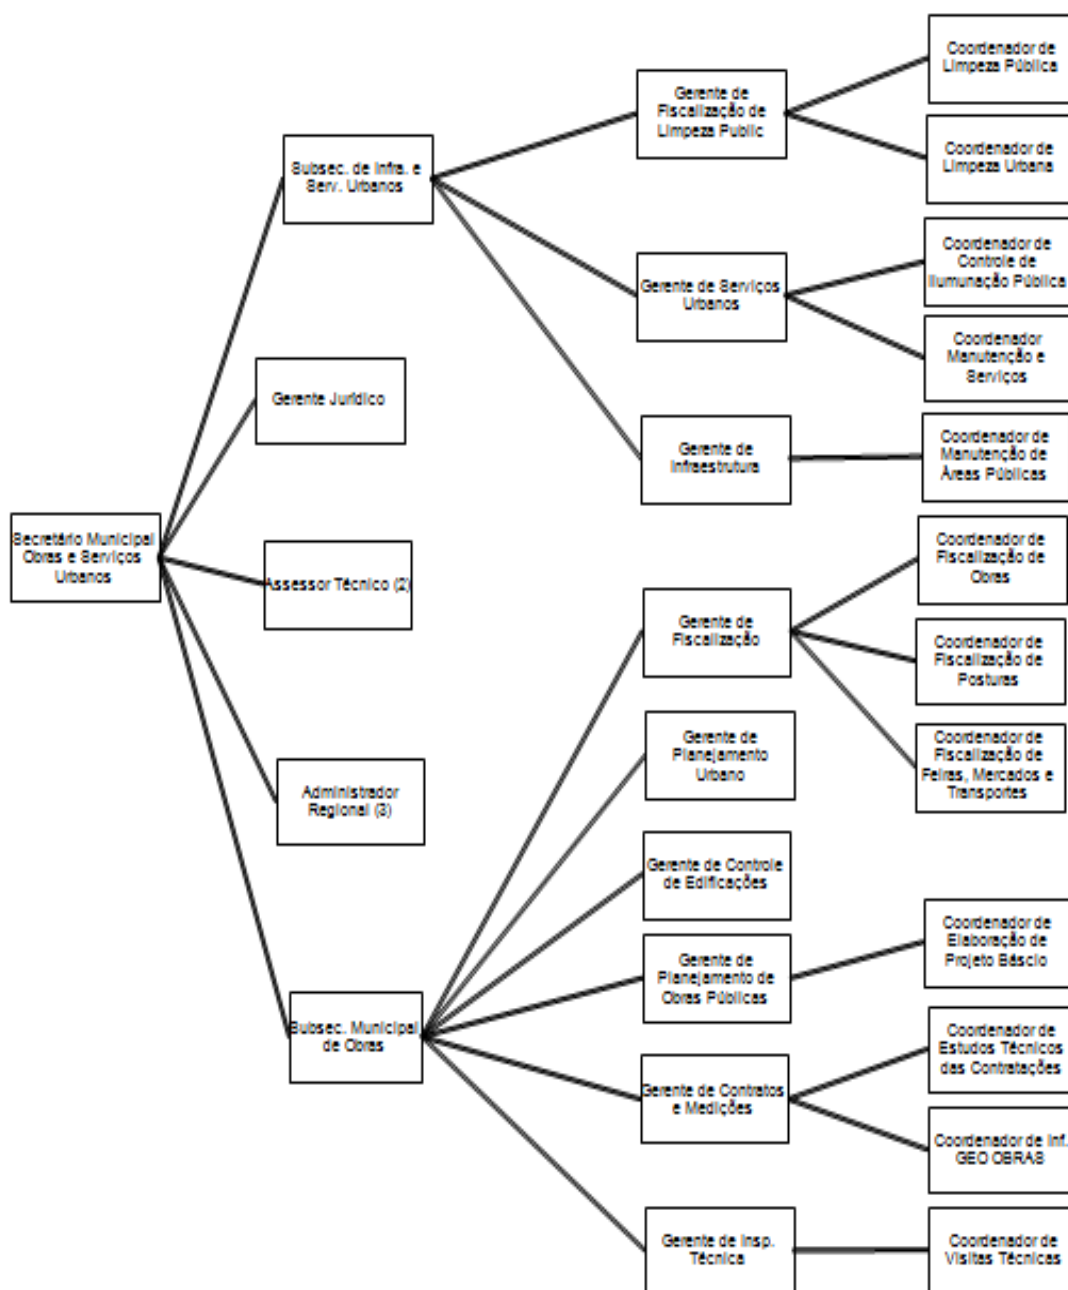 Coordenador de
Limpeza Pública
Gerente de
Fiscalização de
Limpeza Public
Coordenador de
Limpeza Urbana
Subsec. de Infra. e
Serv. Urbanos
Coordenador de
Controle de
Ilumunação Pública
Gerente de Serviços
Urbanos
Coordenador
Manutenção e
Serviços
Gerente Jurídico
Gerente de
Infraestrutura
Coordenador de
Manutenção de
Áreas Públicas
Secretário Municipal
Obras e Serviços
Urbanos
Coordenador de
Fiscalização de
Obras
Assessor Técnico (2)
Gerente de
Fiscalização
Coordenador de
Fiscalização de
Posturas
Gerente de
Planejamento
Urbano
Coordenador de
Fiscalização de
Feiras, Mercados e
Transportes
Administrador
Regional (3)
Gerente de Controle
de Edificações
Coordenador de
Elaboração de
Projeto Báscio
Gerente de
Planejamento de
Obras Públicas
Subsec. Municipal
de Obras
Coordenador de
Estudos Técnicos
das Contratações
Gerente de Contratos
e Medições
Coordenador de Inf.
GEO OBRAS
Gerente de Insp.
Técnica
Coordenador de
Visitas Técnicas